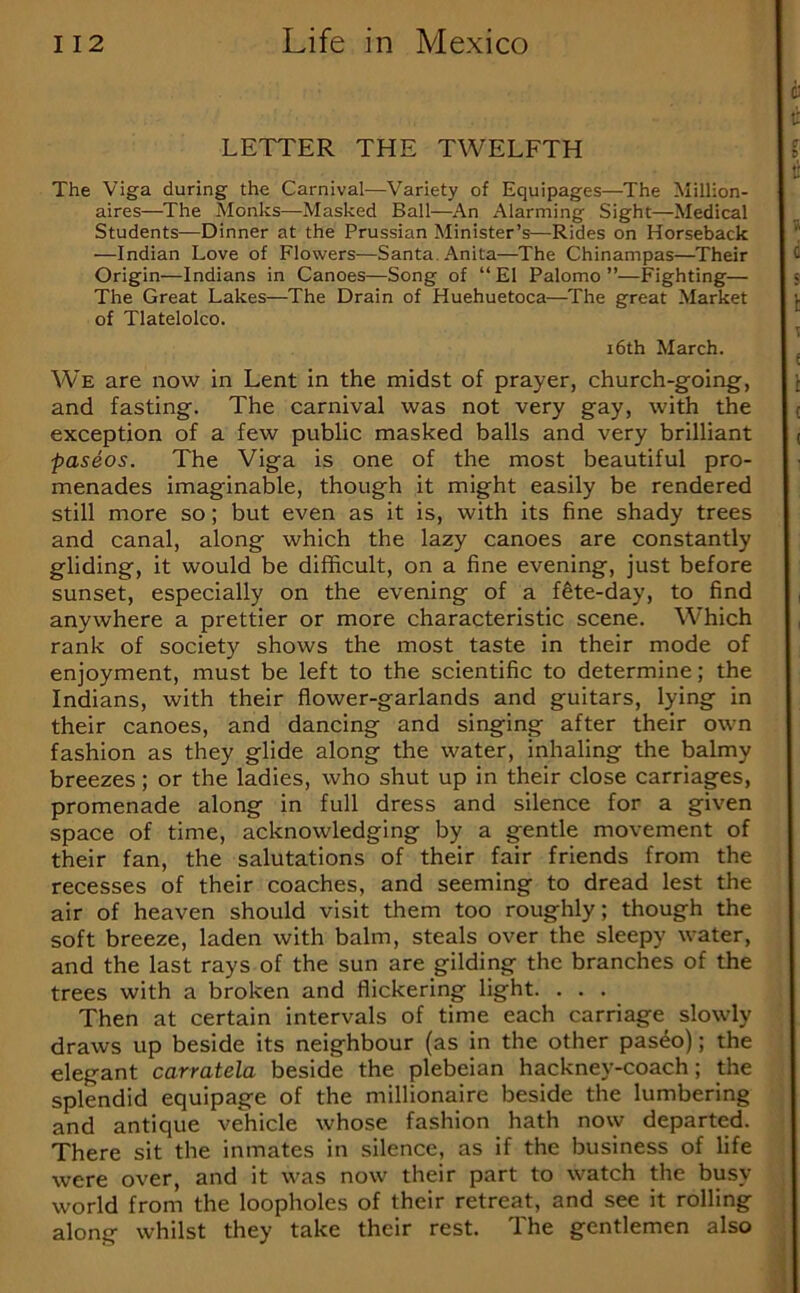 112 Life in Mexico
LETTER THE TWELFTH
The Viga during the Carnival—Variety of Equipages—The Million-
aires—The Monks—Masked Ball—An Alarming Sight—Medical
Students—Dinner at the Prussian Minister's—Rides on Horseback
—Indian Love of Flowers—Santa Anita—The Chinampas—Their
Origin—Indians in Canoes—Song of “El Palomo”—Fighting—
The Great Lakes—The Drain of Huehuetoca—The great Market
of Tlatelolco.
16th March.
We are now in Lent in the midst of prayer, church-going,
and fasting. The carnival was not very gay, with the
exception of a few public masked balls and very brilliant
paséos. The Viga is one of the most beautiful pro-
menades imaginable, though it might easily be rendered
still more so; but even as it is, with its fine shady trees
and canal, along which the lazy canoes are constantly
gliding, it would be difficult, on a fine evening, just before
sunset, especially on the evening of a fête-day, to find
anywhere a prettier or more characteristic scene. Which
rank of society shows the most taste in their mode of
enjoyment, must be left to the scientific to determine; the
Indians, with their flower-garlands and guitars, lying in
their canoes, and dancing and singing after their own
fashion as they glide along the water, inhaling the balmy
breezes; or the ladies, who shut up in their close carriages,
promenade along in full dress and silence for a given
space of time, acknowledging by a gentle movement of
their fan, the salutations of their fair friends from the
recesses of their coaches, and seeming to dread lest the
air of heaven should visit them too roughly; though the
soft breeze, laden with balm, steals over the sleepy water,
and the last rays of the sun are gilding the branches of the
trees with a broken and flickering light. . . .
Then at certain intervals of time each carriage slowly
draws up beside its neighbour (as in the other paséo); the
elegant carratela beside the plebeian hackney-coach; the
splendid equipage of the millionaire beside the lumbering
and antique vehicle whose fashion hath now departed.
There sit the inmates in silence, as if the business of life
were over, and it was now their part to watch the busy
world from the loopholes of their retreat, and see it rolling
along whilst they take their rest. The gentlemen also